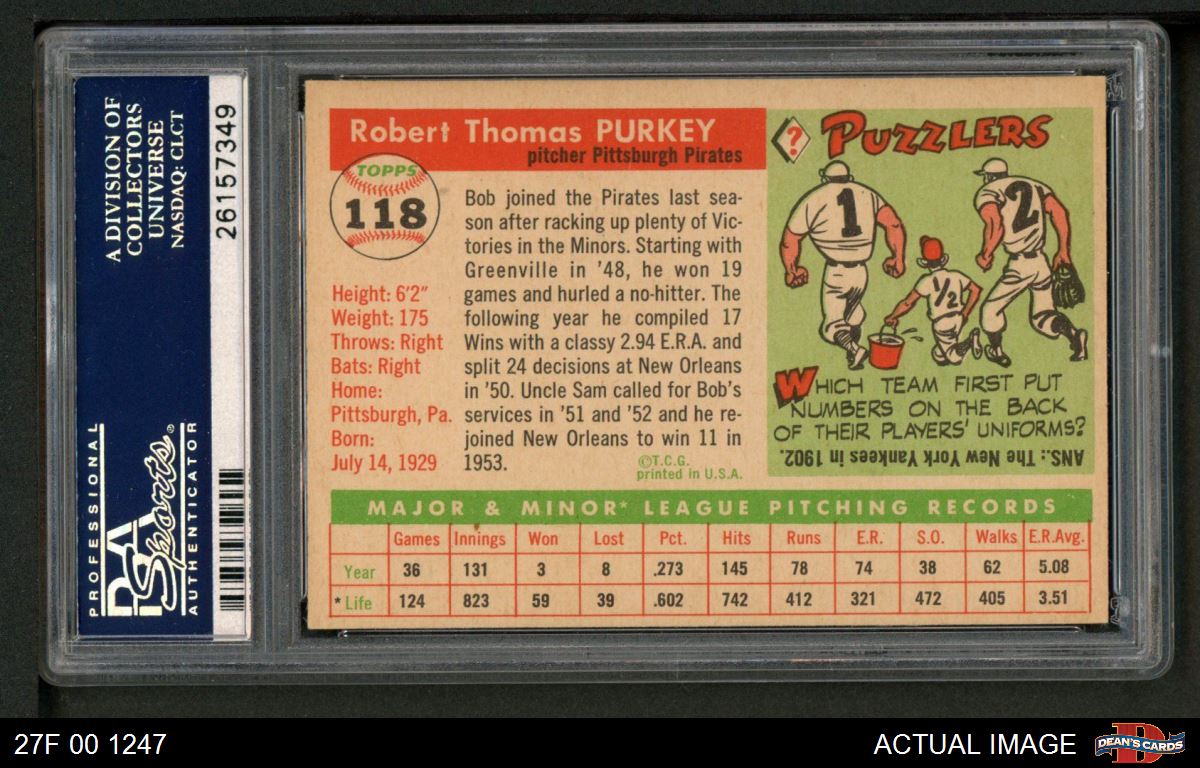 A DIVISION OF
COLLECTORS
UNIVERSE
NASDAQ: CLCT
26157349
PROFESSIONAL
PSA
Sports®
AUTHENTICATOR
Robert Thomas PURKEY
pitcher Pittsburgh Pirates
TOPPS
118
Height: 6'2"
Weight: 175
Throws: Right
Bats: Right
Home:
Pittsburgh, Pa.
Born:
July 14, 1929
Bob joined the Pirates last sea-
son after racking up plenty of Vic-
tories in the Minors. Starting with
Greenville in '48, he won 19
games and hurled a no-hitter. The
following year he compiled 17
Wins with a classy 2.94 E.R.A. and
split 24 decisions at New Orleans
in '50. Uncle Sam called for Bob's
services in '51 and '52 and he re-
joined New Orleans to win 11 in
1953.
©T.C.G.
printed in U.S.A.
? PUZZLERS
1
2
1/2
WHICH TEAM FIRST PUT
NUMBERS ON THE BACK
OF THEIR PLAYERS' UNIFORMS?
ANS.: The New York Yankees in 1902.
MAJOR & MINOR* LEAGUE PITCHING RECORDS
Games Innings Won Lost Pct. Hits Runs E.R. S.O. Walks E.R.Avg.
Year 36 131 3 8 .273 145 78 74 38 62 5.08
* Life 124 823 59 39 .602 742 412 321 472 405 3.51
27F 00 1247
ACTUAL IMAGE
D
DEAN'S CARDS